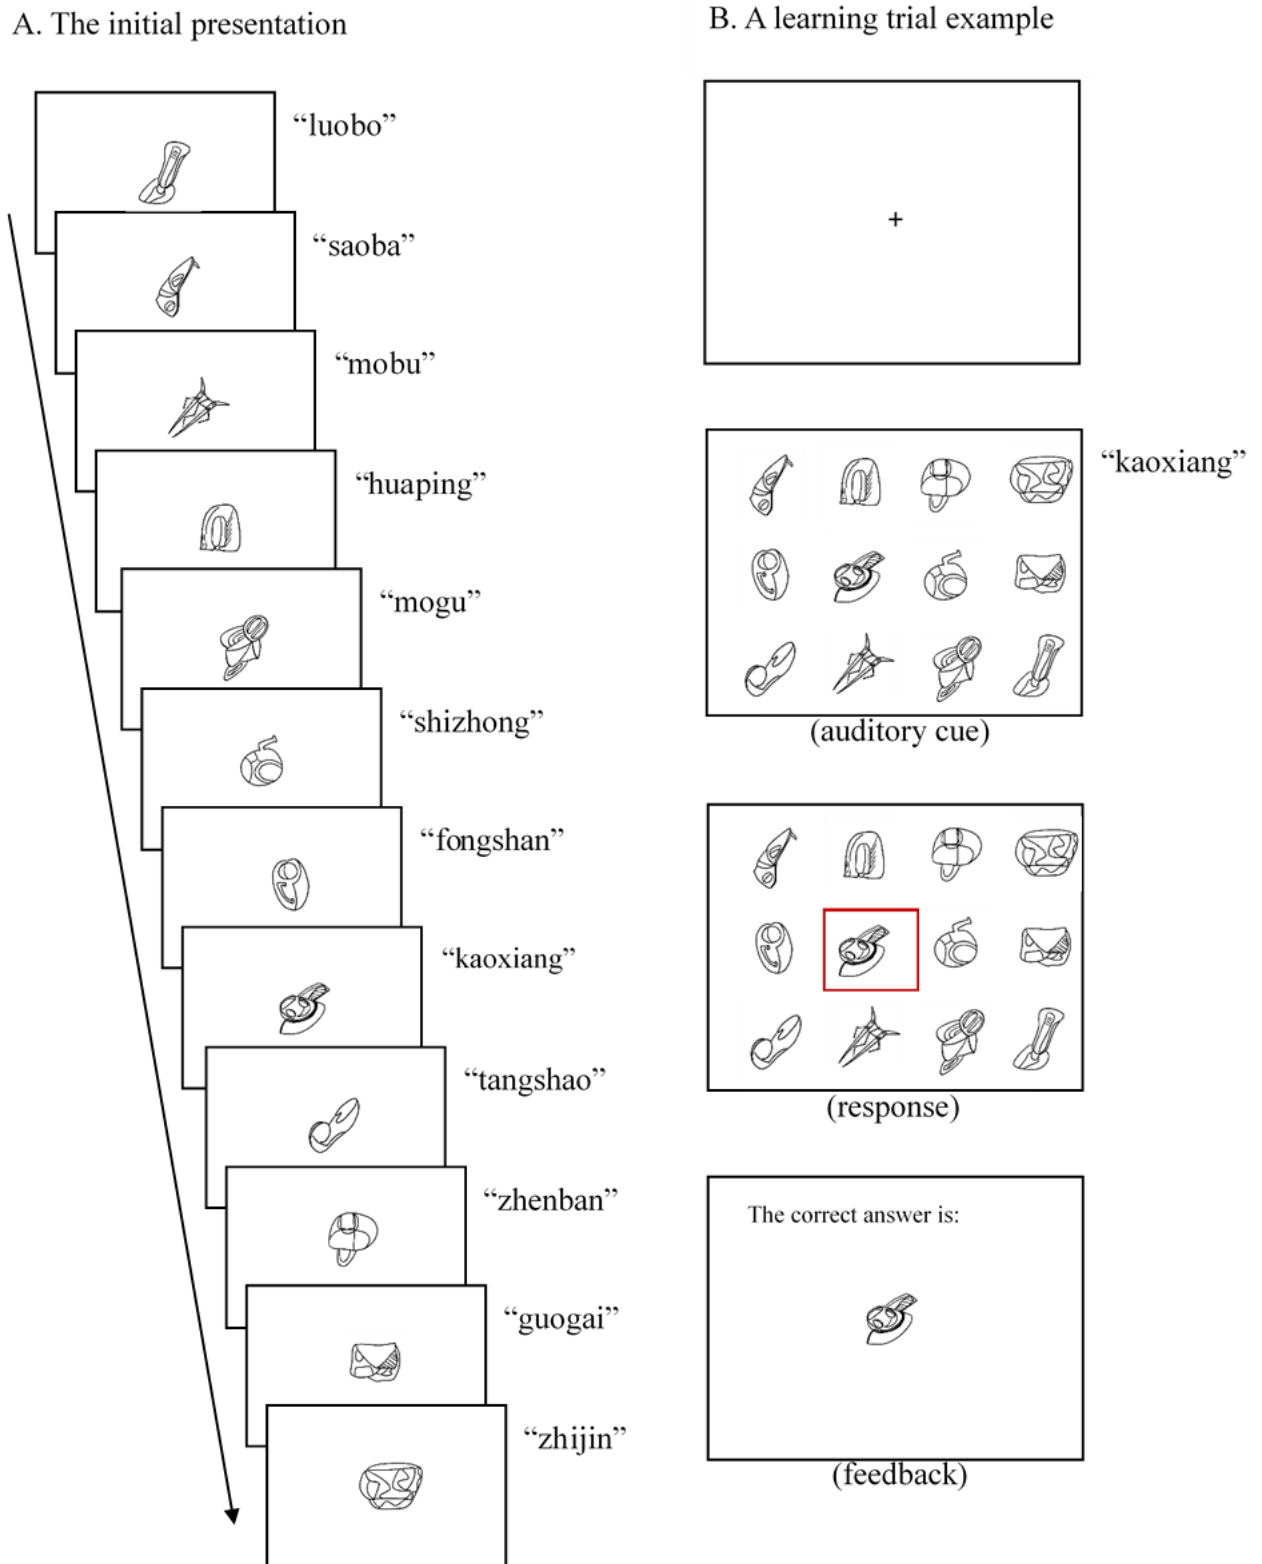 A. The initial presentation
“luobo”
“saoba”
“mobu”
“huaping”
“mogu”
“shizhong”
“fongshan”
“kaoxiang”
“tangshao”
“zhenban”
“guogai”
“zhijin”
B. A learning trial example
+
“kaoxiang”
(auditory cue)
(response)
The correct answer is:
(feedback)